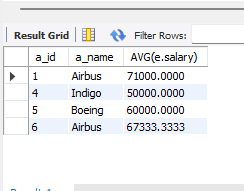 Result Grid Filter Rows:
a_id a_name AVG(e.salary)
1 Airbus 71000.0000
4 Indigo 50000.0000
5 Boeing 60000.0000
6 Airbus 67333.3333